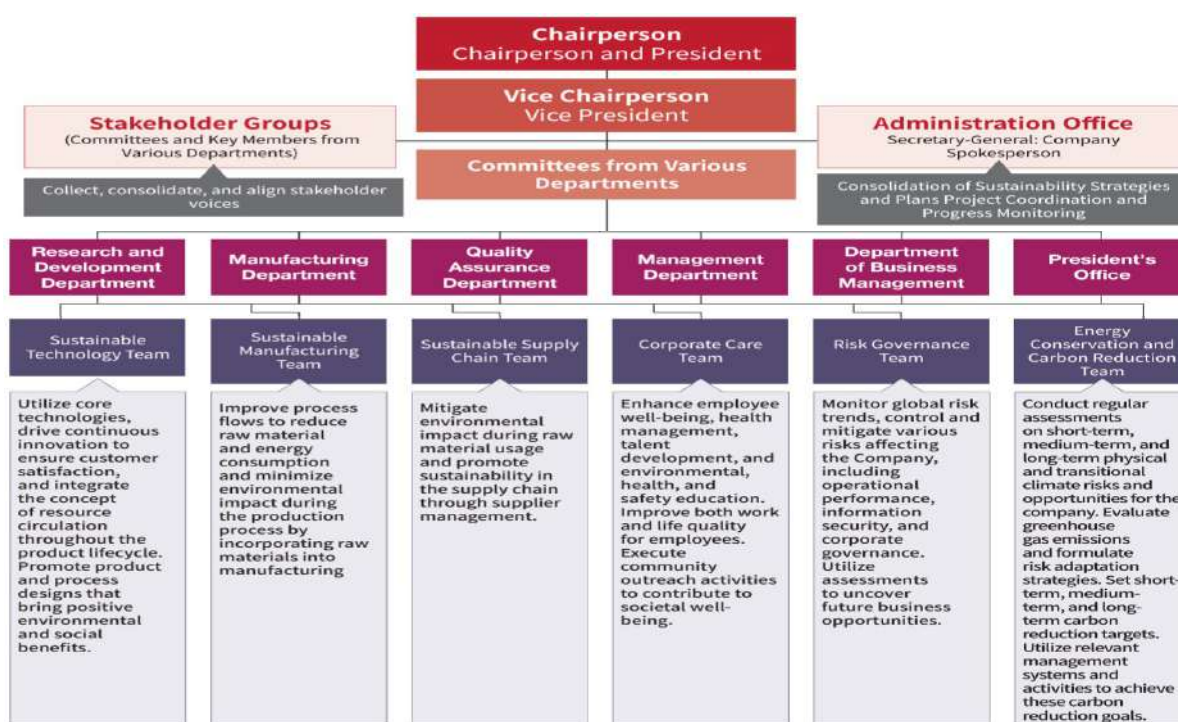 Chairperson
Chairperson and President
Vice Chairperson
Vice President
Stakeholder Groups
(Committees and Key Members from
Various Departments)
Collect, consolidate, and align stakeholder
voices
Committees from Various
Departments
Administration Office
Secretary-General: Company
Spokesperson
Consolidation of Sustainability Strategies
and Plans Project Coordination and
Progress Monitoring
Research and
Development
Department
Manufacturing
Department
Quality
Assurance
Department
Management
Department
Department
of Business
Management
President's
Office
Sustainable
Technology Team
Sustainable
Manufacturing
Team
Sustainable Supply
Chain Team
Corporate Care
Team
Risk Governance
Team
Energy
Conservation and
Carbon Reduction
Team
Utilize core
technologies,
drive continuous
innovation to
ensure customer
satisfaction,
and integrate
the concept
of resource
circulation
throughout the
product lifecycle.
Promote product
and process
designs that
bring positive
environmental
and social
benefits.
Improve process
flows to reduce
raw material
and energy
consumption
and minimize
environmental
impact during
the production
process by
incorporating raw
materials into
manufacturing
Mitigate
environmental
impact during raw
material usage
and promote
sustainability in
the supply chain
through supplier
management.
Enhance employee
well-being, health
management,
talent
development, and
environmental,
health, and
safety education.
Improve both work
and life quality
for employees.
Execute
community
outreach activities
to contribute to
societal well-
being.
Monitor global risk
trends, control and
mitigate various
risks affecting
the Company,
including
operational
performance,
information
security, and
corporate
governance.
Utilize
assessments
to uncover
future business
opportunities.
Conduct regular
assessments
on short-term,
medium-term, and
long-term physical
and transitional
climate risks and
opportunities for the
company. Evaluate
greenhouse
gas emissions
and formulate
risk adaptation
strategies. Set short-
term, medium-
term, and long-
term carbon
reduction targets.
Utilize relevant
management
systems and
activities to achieve
these carbon
reduction goals.